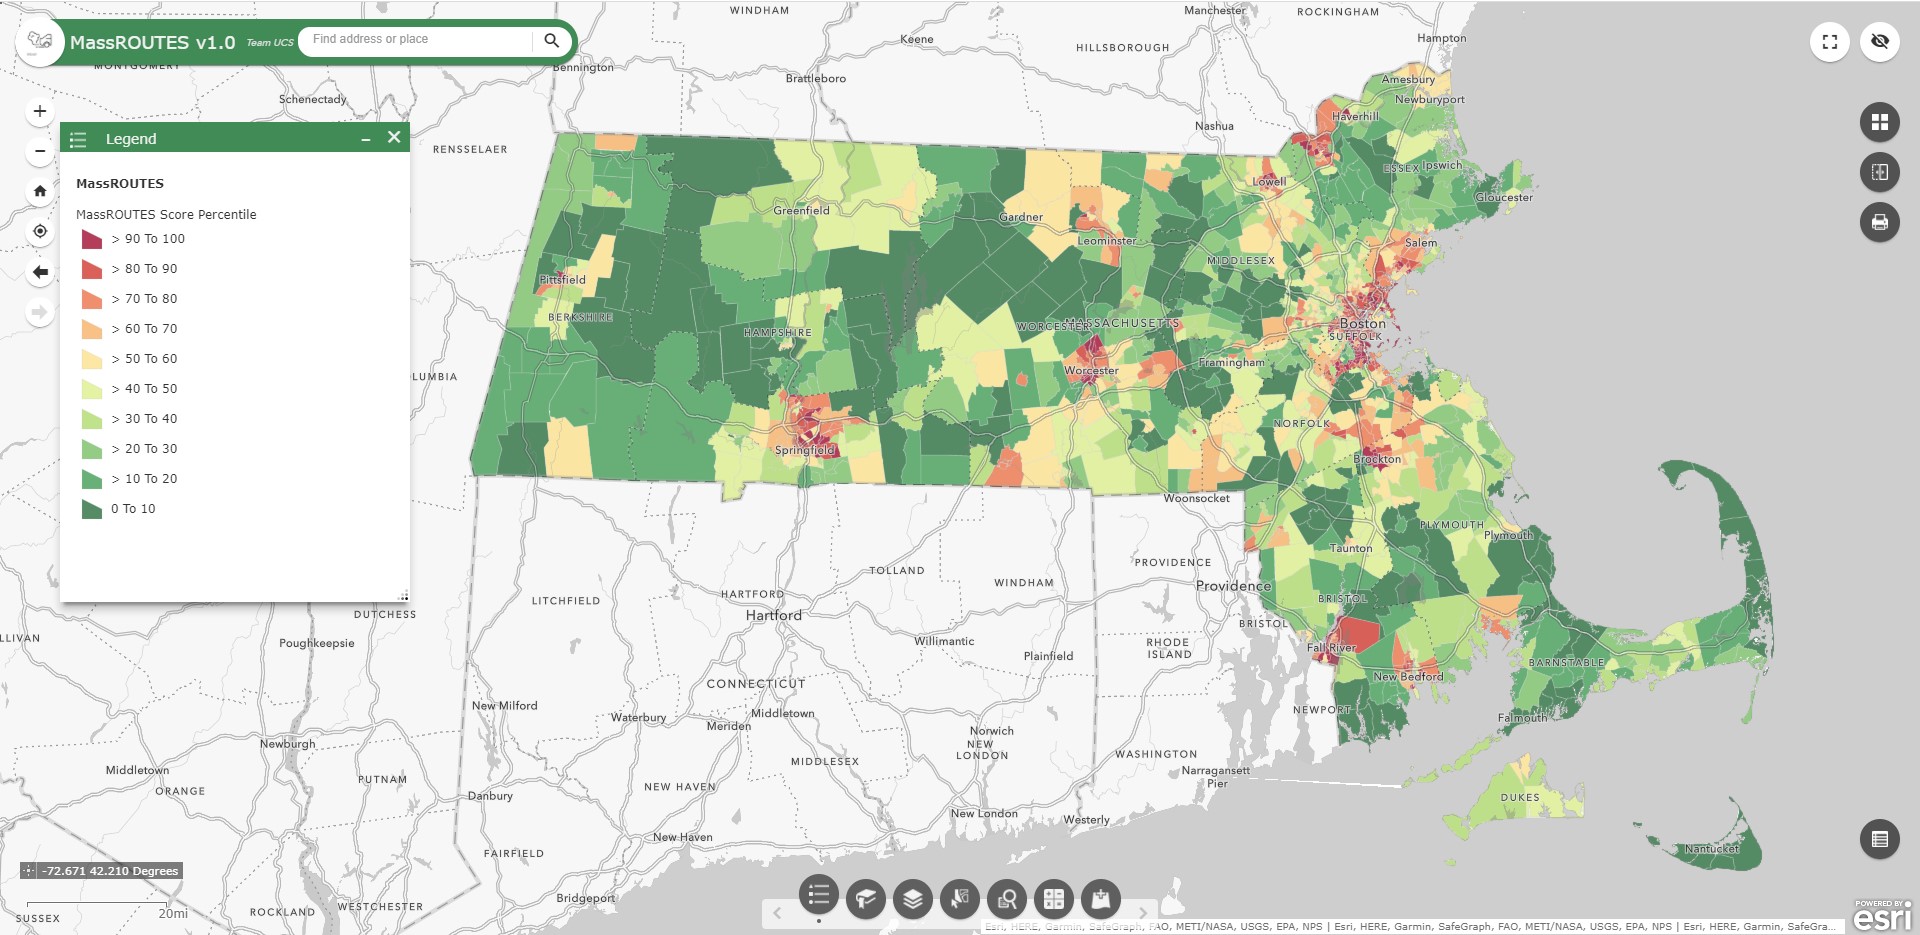 MassROUTES v1.0 Team UCS
Find address or place
Legend
MassROUTES
MassROUTES Score Percentile
> 90 To 100
> 80 To 90
> 70 To 80
> 60 To 70
> 50 To 60
> 40 To 50
> 30 To 40
> 20 To 30
> 10 To 20
0 To 10
WINDHAM
Manchester
ROCKINGHAM
Keene
HILLSBOROUGH
Hampton
MONTGOMERY
Bennington
Brattleboro
Amesbury
Schenectady
Newburyport
Nashua
Haverhill
RENSSELAER
ESSEX
Ipswich
Lowell
Gloucester
Greenfield
Gardner
Leominster
Salem
MIDDLESEX
Pittsfield
BERKSHIRE
HAMPSHIRE
WORCESTER
MASSACHUSETTS
Boston
SUFFOLK
Framingham
Worcester
LUMBIA
NORFOLK
Springfield
Brockton
Woonsocket
PLYMOUTH
Plymouth
Taunton
TOLLAND
WINDHAM
PROVIDENCE
Providence
LITCHFIELD
HARTFORD
Hartford
BRISTOL
DUTCHESS
BRISTOL
LLIVAN
Poughkeepsie
Willimantic
RHODE
ISLAND
Fall River
Plainfield
BARNSTABLE
New Bedford
CONNECTICUT
New Milford
Waterbury
Middletown
Meriden
NEWPORT
Falmouth
Norwich
NEW
LONDON
Newburgh
WASHINGTON
MIDDLESEX
Middletown
PUTNAM
Narragansett
Pier
ORANGE
NEW HAVEN
Danbury
DUKES
New London
Westerly
New Haven
Nantucket
FAIRFIELD
-72.671 42.210 Degrees
Bridgeport
20mi
SUSSEX
ROCKLAND
WESTCHESTER
Esri, HERE, Garmin, SafeGraph, FAO, METI/NASA, USGS, EPA, NPS | Esri, HERE, Garmin, SafeGraph, FAO, METI/NASA, USGS, EPA, NPS | Esri, HERE, Garmin, SafeGra...
POWERED BY
esri